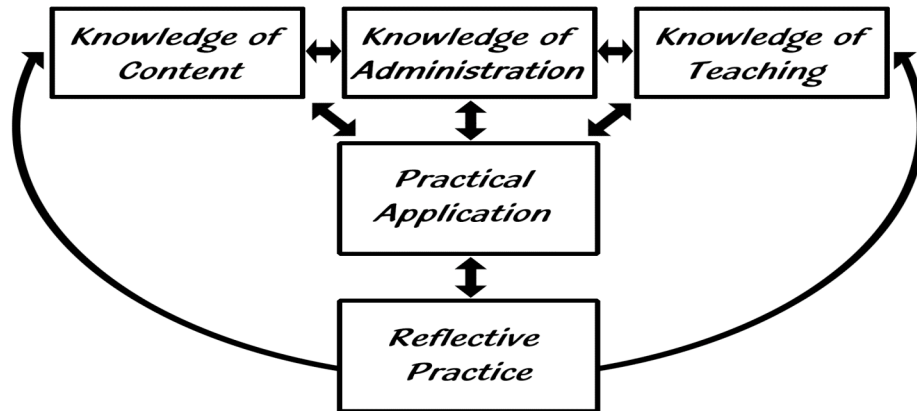 Knowledge of
Content
Knowledge of
Administration
Knowledge of
Teaching
Practical
Application
Reflective
Practice